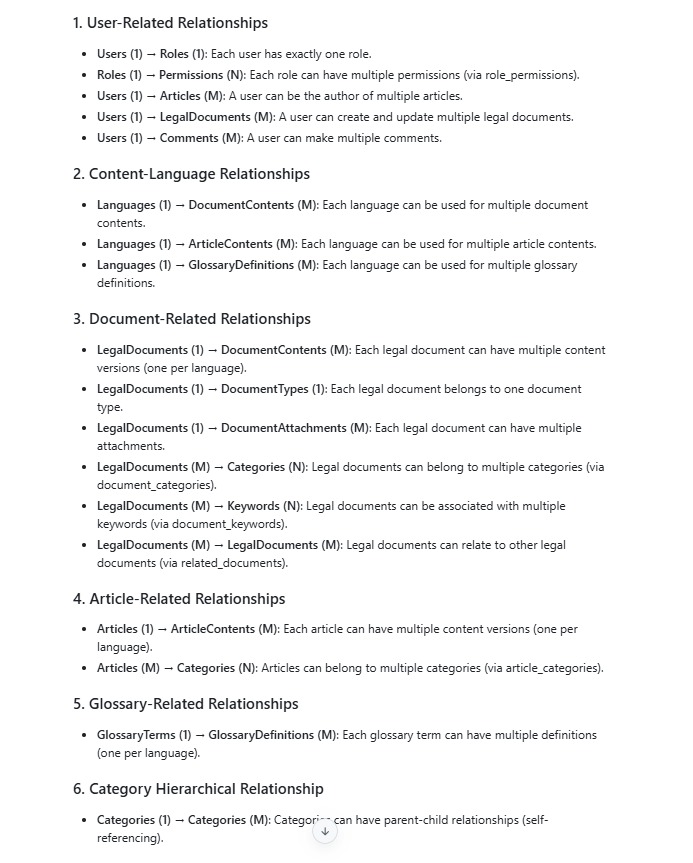 1. User-Related Relationships
• Users (1) → Roles (1): Each user has exactly one role.
• Roles (1) → Permissions (N): Each role can have multiple permissions (via role_permissions).
• Users (1) → Articles (M): A user can be the author of multiple articles.
• Users (1) → LegalDocuments (M): A user can create and update multiple legal documents.
• Users (1) → Comments (M): A user can make multiple comments.
2. Content-Language Relationships
• Languages (1) → DocumentContents (M): Each language can be used for multiple document
contents.
• Languages (1) → ArticleContents (M): Each language can be used for multiple article contents.
• Languages (1) → GlossaryDefinitions (M): Each language can be used for multiple glossary
definitions.
3. Document-Related Relationships
• LegalDocuments (1) → DocumentContents (M): Each legal document can have multiple content
versions (one per language).
• LegalDocuments (1) → DocumentTypes (1): Each legal document belongs to one document
type.
• LegalDocuments (1) → DocumentAttachments (M): Each legal document can have multiple
attachments.
• LegalDocuments (M) → Categories (N): Legal documents can belong to multiple categories (via
document_categories).
• LegalDocuments (M) → Keywords (N): Legal documents can be associated with multiple
keywords (via document_keywords).
• LegalDocuments (M) → LegalDocuments (M): Legal documents can relate to other legal
documents (via related_documents).
4. Article-Related Relationships
• Articles (1) → ArticleContents (M): Each article can have multiple content versions (one per
language).
• Articles (M) → Categories (N): Articles can belong to multiple categories (via article_categories).
5. Glossary-Related Relationships
• GlossaryTerms (1) → GlossaryDefinitions (M): Each glossary term can have multiple definitions
(one per language).
6. Category Hierarchical Relationship
• Categories (1) → Categories (M): Categories can have parent-child relationships (self-
referencing).